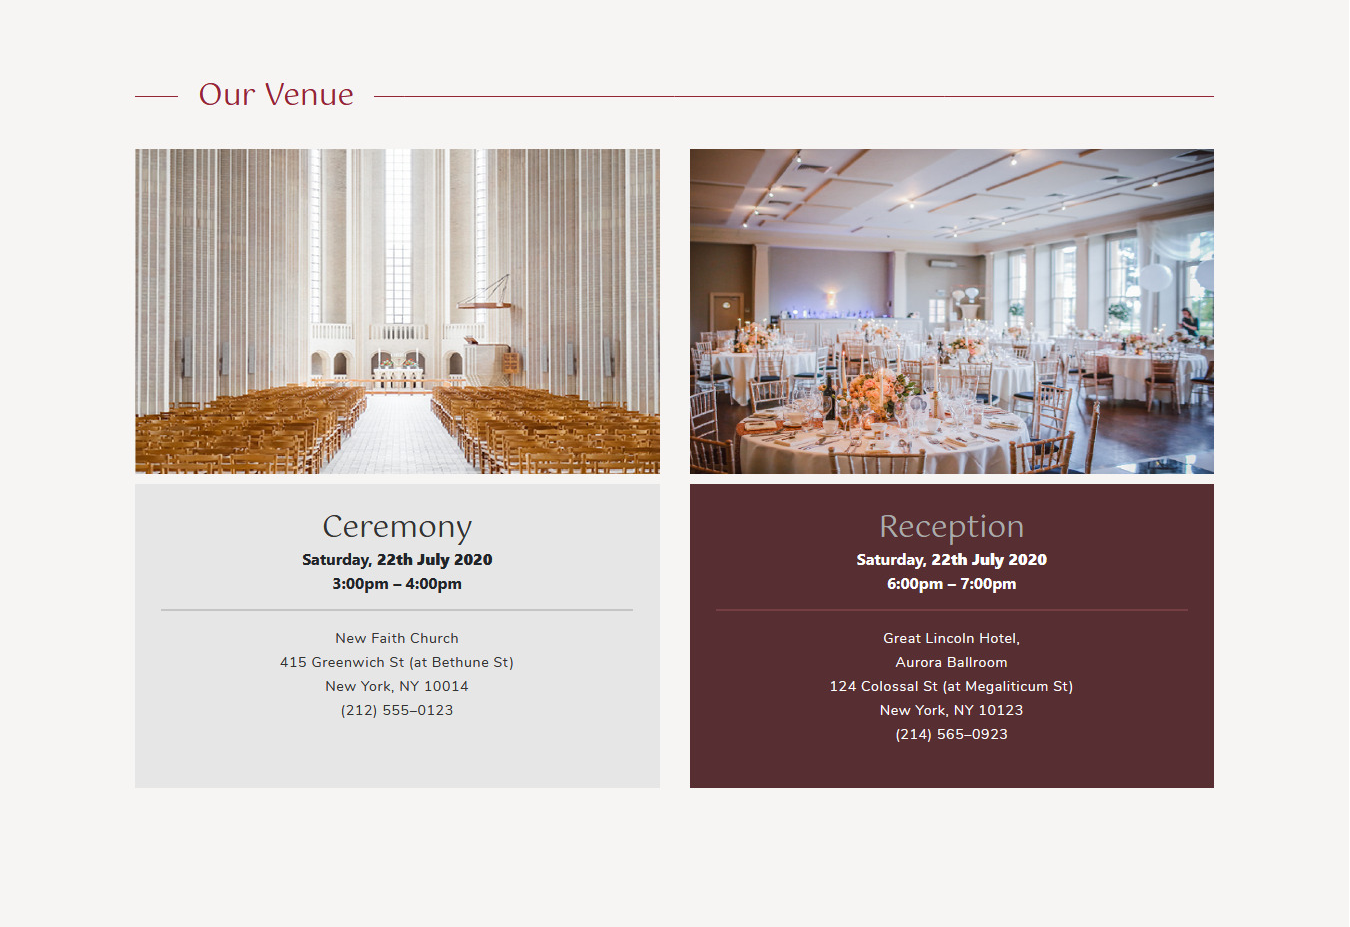 Our Venue
Ceremony
Saturday, 22th July 2020
3:00pm – 4:00pm
New Faith Church
415 Greenwich St (at Bethune St)
New York, NY 10014
(212) 555–0123
Reception
Saturday, 22th July 2020
6:00pm – 7:00pm
Great Lincoln Hotel,
Aurora Ballroom
124 Colossal St (at Megaliticum St)
New York, NY 10123
(214) 565–0923